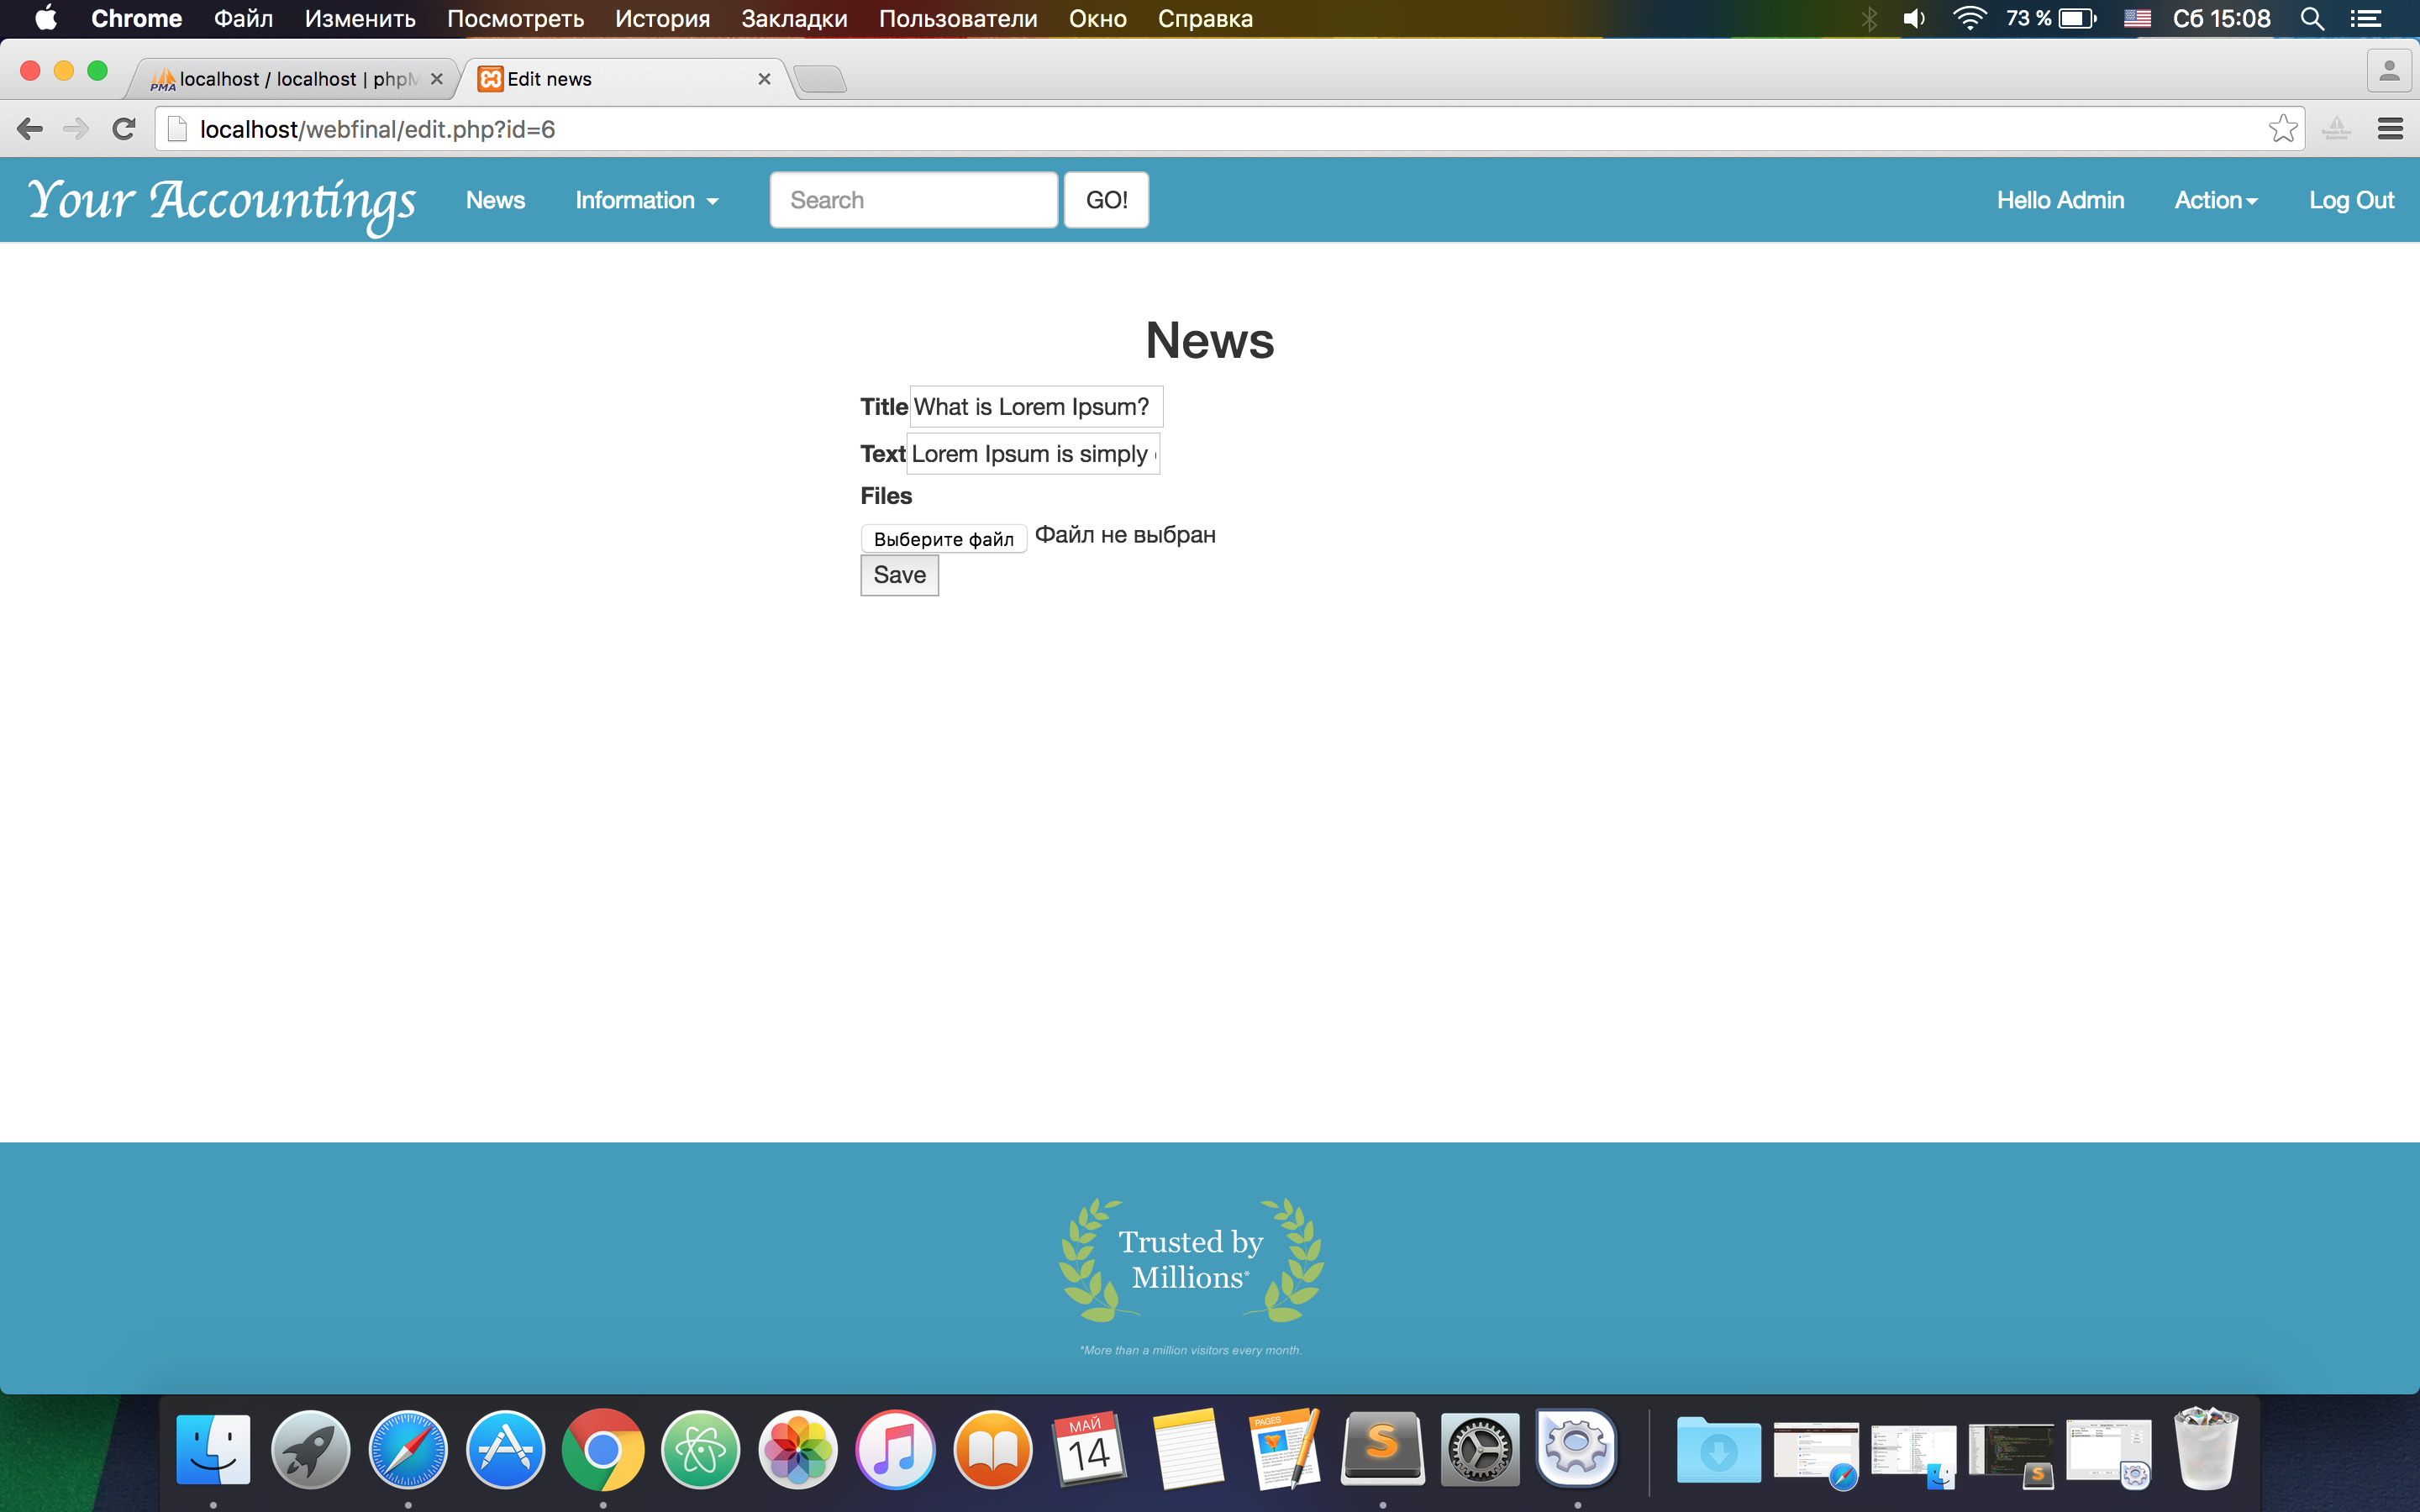 Chrome Файл Изменить Посмотреть История Закладки Пользователи Окно Справка 73 % Сб 15:08
PMA localhost / localhost | phpM Edit news
localhost/webfinal/edit.php?id=6
Your Accountings News Information Search GO! Hello Admin Action Log Out
News
Title What is Lorem Ipsum?
Text Lorem Ipsum is simply
Files
Выберите файл Файл не выбран
Save
Trusted by
Millions*
*More than a million visitors every month.
МАЙ
14
PAGES